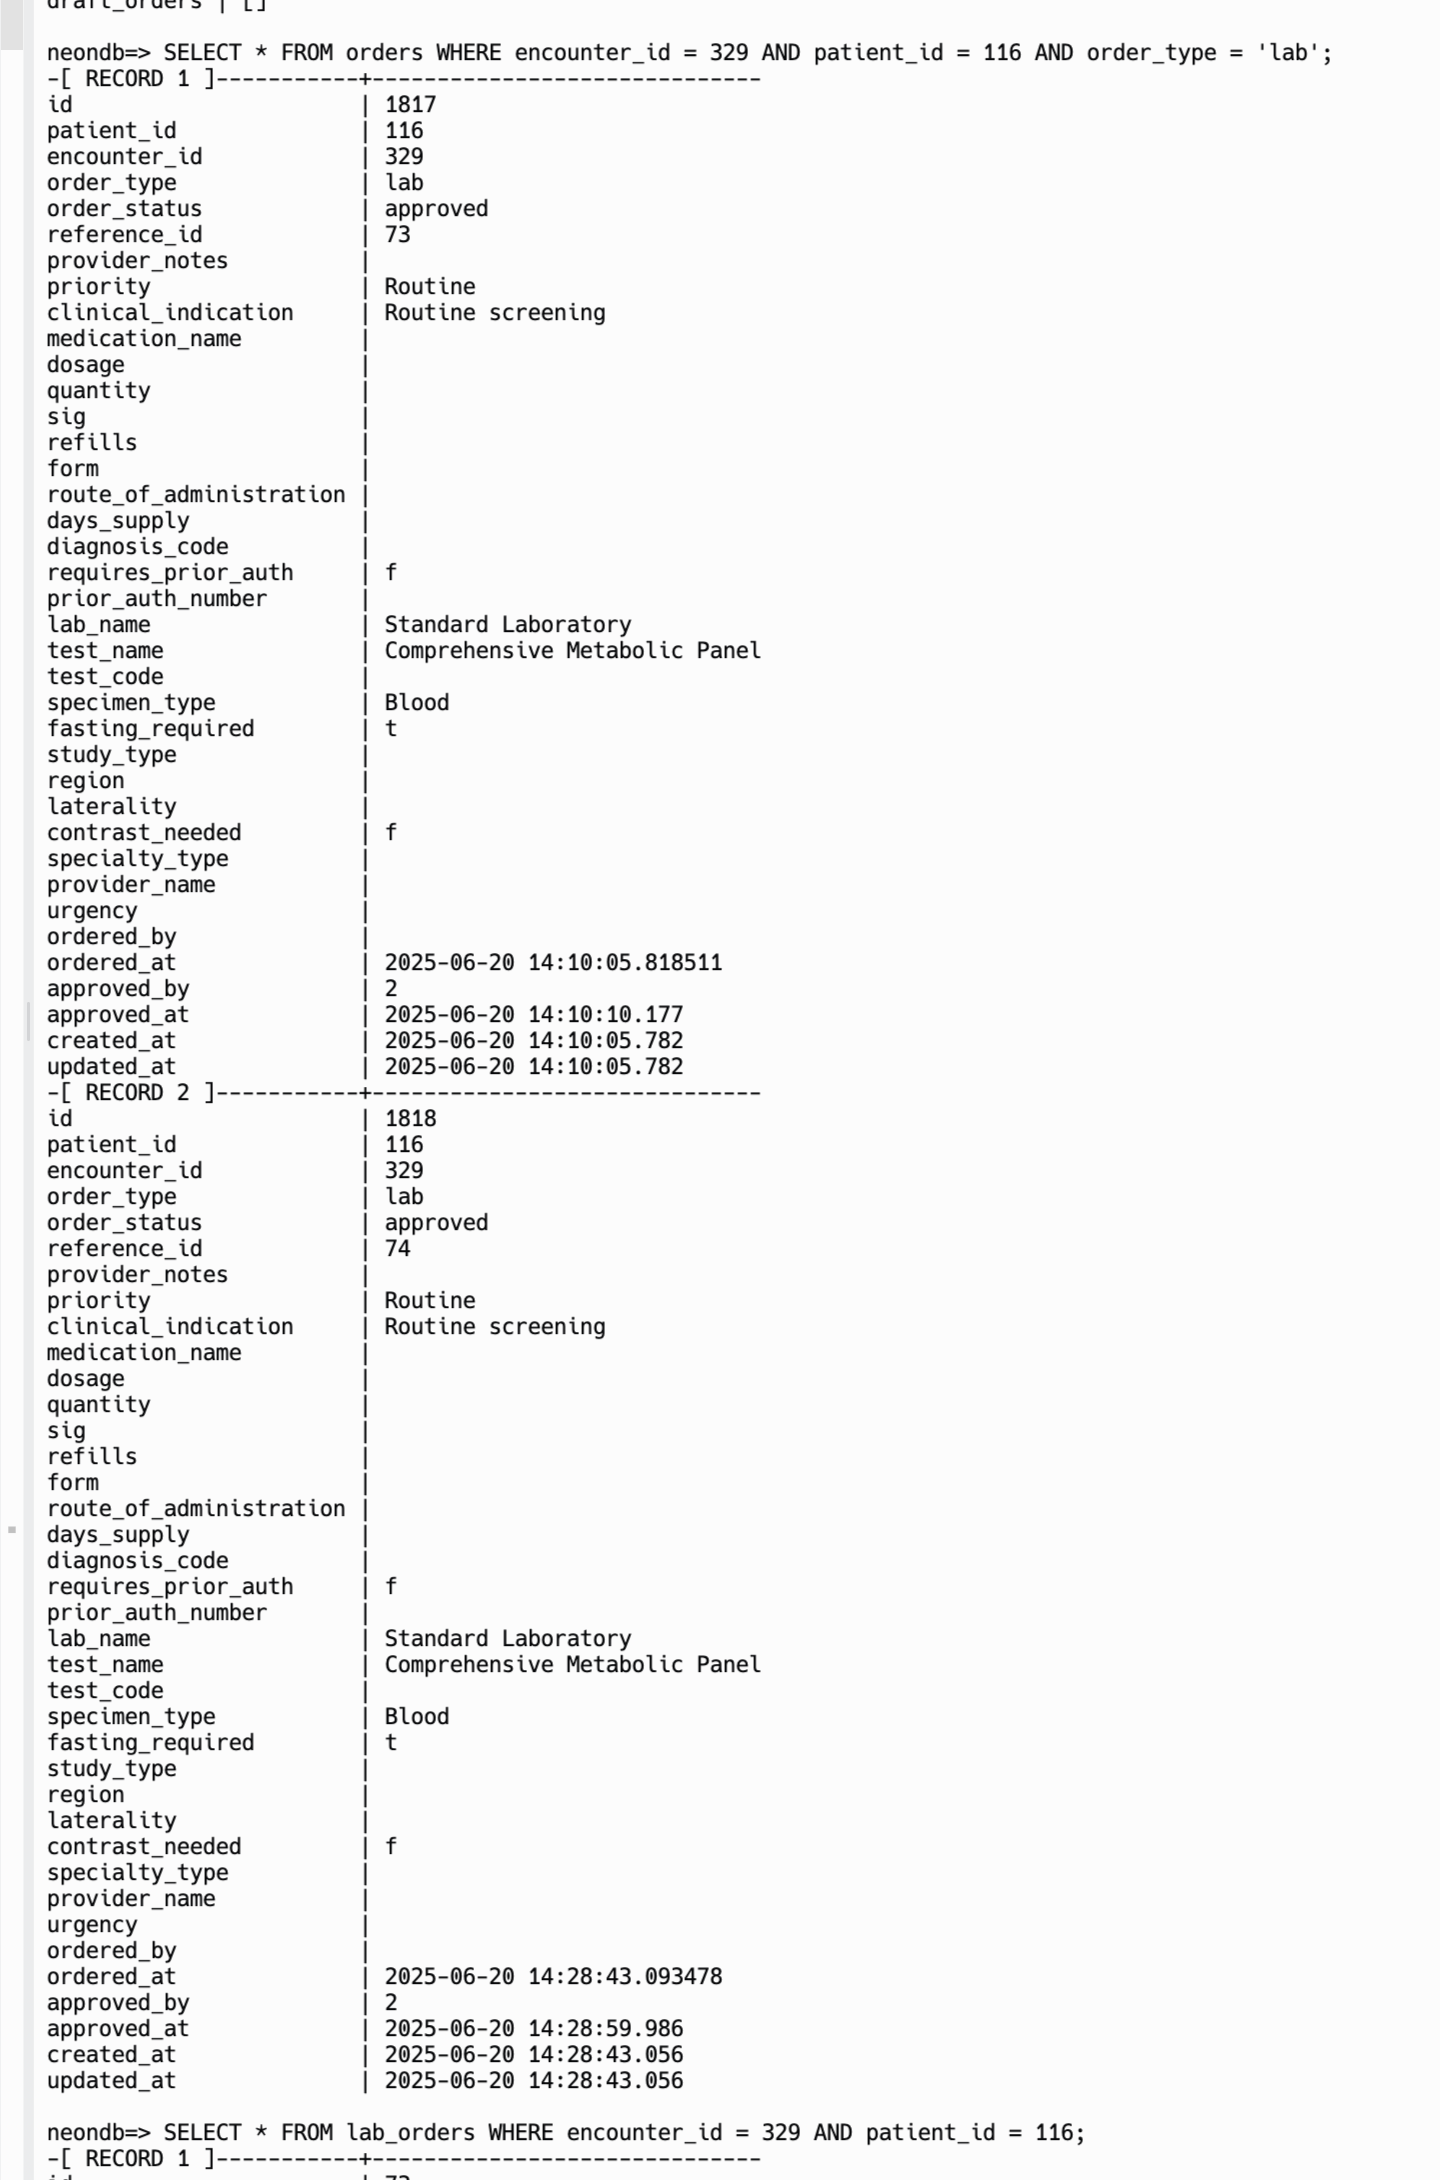 draft_orders | []
neondb=> SELECT * FROM orders WHERE encounter_id = 329 AND patient_id = 116 AND order_type = 'lab';
-[ RECORD 1 ]-----------+------------------------------
id | 1817
patient_id | 116
encounter_id | 329
order_type | lab
order_status | approved
reference_id | 73
provider_notes |
priority | Routine
clinical_indication | Routine screening
medication_name |
dosage |
quantity |
sig |
refills |
form |
route_of_administration |
days_supply |
diagnosis_code |
requires_prior_auth | f
prior_auth_number |
lab_name | Standard Laboratory
test_name | Comprehensive Metabolic Panel
test_code |
specimen_type | Blood
fasting_required | t
study_type |
region |
laterality |
contrast_needed | f
specialty_type |
provider_name |
urgency |
ordered_by |
ordered_at | 2025-06-20 14:10:05.818511
approved_by | 2
approved_at | 2025-06-20 14:10:10.177
created_at | 2025-06-20 14:10:05.782
updated_at | 2025-06-20 14:10:05.782
-[ RECORD 2 ]-----------+------------------------------
id | 1818
patient_id | 116
encounter_id | 329
order_type | lab
order_status | approved
reference_id | 74
provider_notes |
priority | Routine
clinical_indication | Routine screening
medication_name |
dosage |
quantity |
sig |
refills |
form |
route_of_administration |
days_supply |
diagnosis_code |
requires_prior_auth | f
prior_auth_number |
lab_name | Standard Laboratory
test_name | Comprehensive Metabolic Panel
test_code |
specimen_type | Blood
fasting_required | t
study_type |
region |
laterality |
contrast_needed | f
specialty_type |
provider_name |
urgency |
ordered_by |
ordered_at | 2025-06-20 14:28:43.093478
approved_by | 2
approved_at | 2025-06-20 14:28:59.986
created_at | 2025-06-20 14:28:43.056
updated_at | 2025-06-20 14:28:43.056
neondb=> SELECT * FROM lab_orders WHERE encounter_id = 329 AND patient_id = 116;
-[ RECORD 1 ]-----------+------------------------------